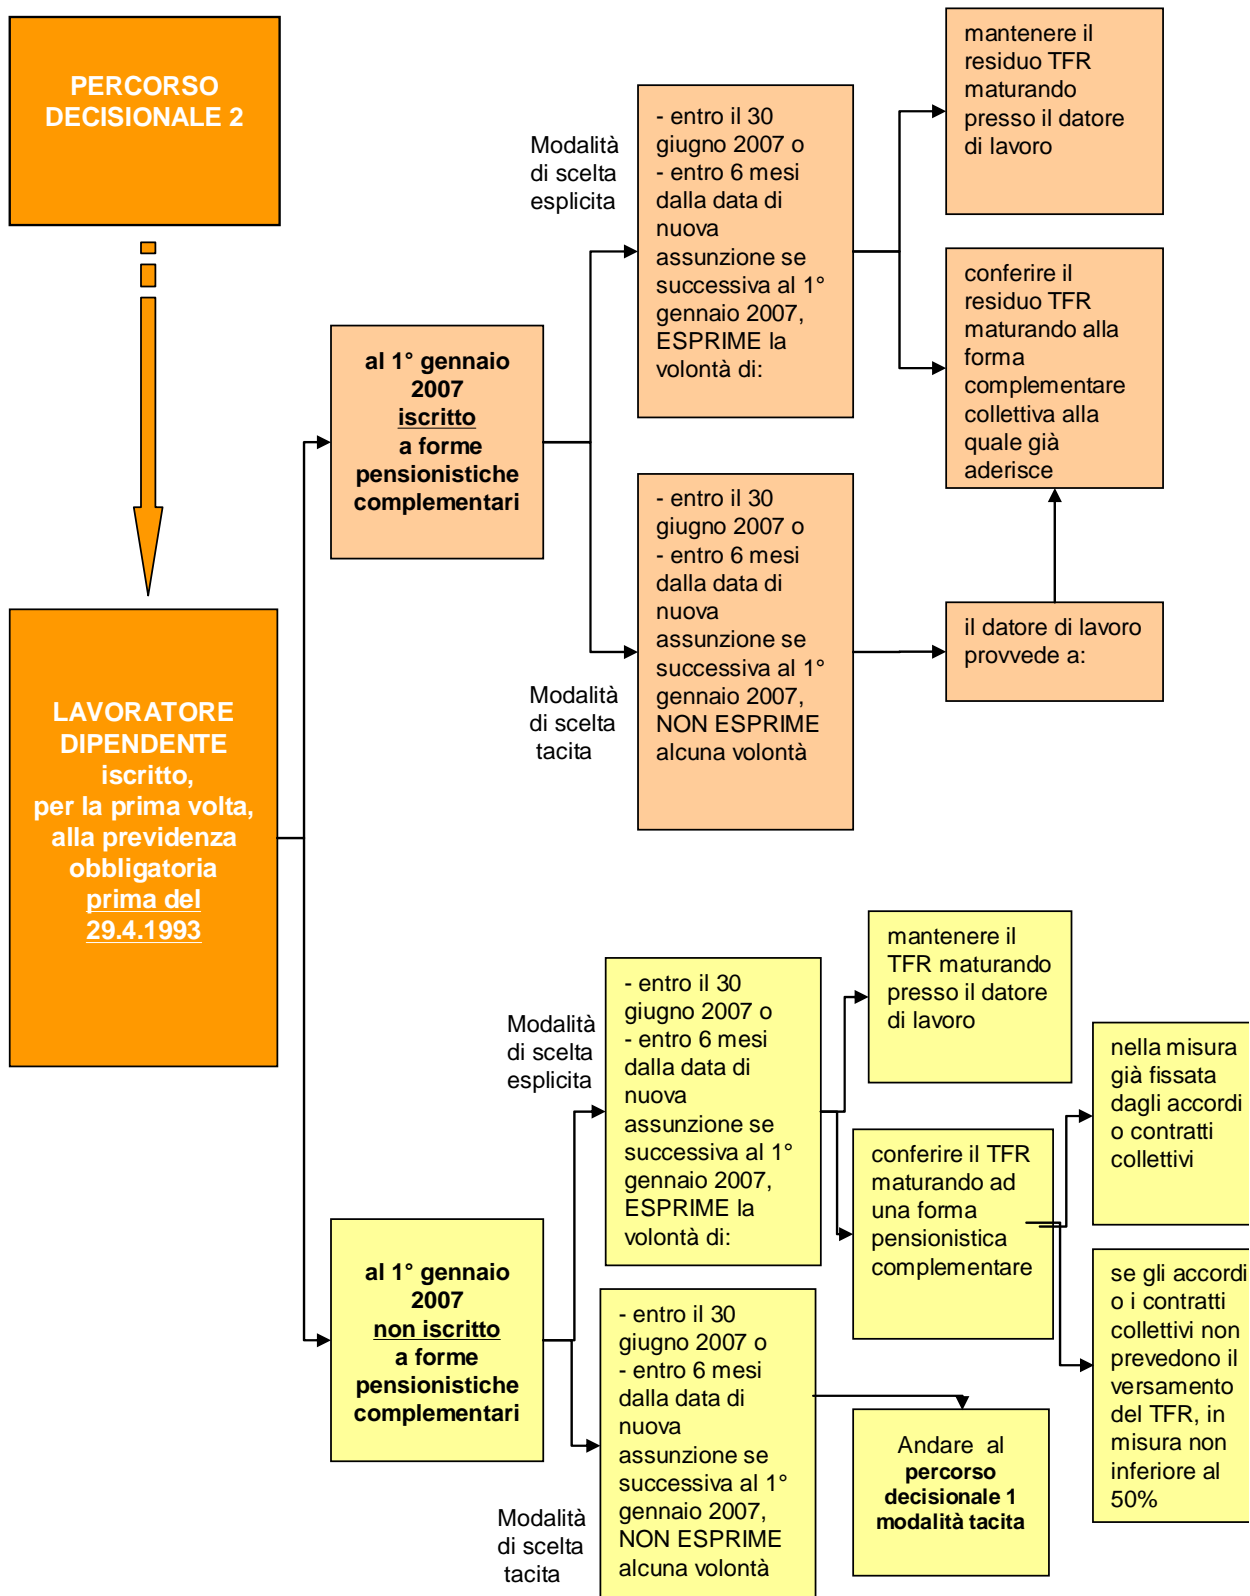 PERCORSO
DECISIONALE 2
LAVORATORE
DIPENDENTE
iscritto,
per la prima volta,
alla previdenza
obbligatoria
prima del
29.4.1993
al 1° gennaio
2007
iscritto
a forme
pensionistiche
complementari
Modalità
di scelta
esplicita
- entro il 30
giugno 2007 o
- entro 6 mesi
dalla data di
nuova
assunzione se
successiva al 1°
gennaio 2007,
ESPRIME la
volontà di:
mantenere il
residuo TFR
maturando
presso il datore
di lavoro
conferire il
residuo TFR
maturando alla
forma
complementare
collettiva alla
quale già
aderisce
Modalità
di scelta
tacita
- entro il 30
giugno 2007 o
- entro 6 mesi
dalla data di
nuova
assunzione se
successiva al 1°
gennaio 2007,
NON ESPRIME
alcuna volontà
il datore di lavoro
provvede a:
al 1° gennaio
2007
non iscritto
a forme
pensionistiche
complementari
Modalità
di scelta
esplicita
- entro il 30
giugno 2007 o
- entro 6 mesi
dalla data di
nuova
assunzione se
successiva al 1°
gennaio 2007,
ESPRIME la
volontà di:
mantenere il
TFR maturando
presso il datore
di lavoro
conferire il TFR
maturando ad
una forma
pensionistica
complementare
nella misura
già fissata
dagli accordi
o contratti
collettivi
se gli accordi
o i contratti
collettivi non
prevedono il
versamento
del TFR, in
misura non
inferiore al
50%
Modalità
di scelta
tacita
- entro il 30
giugno 2007 o
- entro 6 mesi
dalla data di
nuova
assunzione se
successiva al 1°
gennaio 2007,
NON ESPRIME
alcuna volontà
Andare al
percorso
decisionale 1
modalità tacita